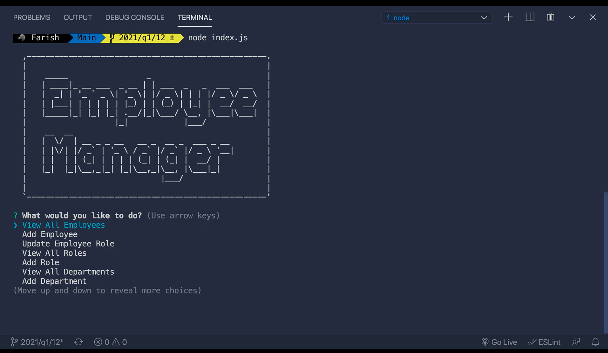 PROBLEMS OUTPUT DEBUG CONSOLE TERMINAL 1: node
Farish Main 2021/q1/12 ± node index.js
Employee
Manager
? What would you like to do? (Use arrow keys)
❯ View All Employees
Add Employee
Update Employee Role
View All Roles
Add Role
View All Departments
Add Department
(Move up and down to reveal more choices)
2021/q1/12* 0 0 Go Live ESLint